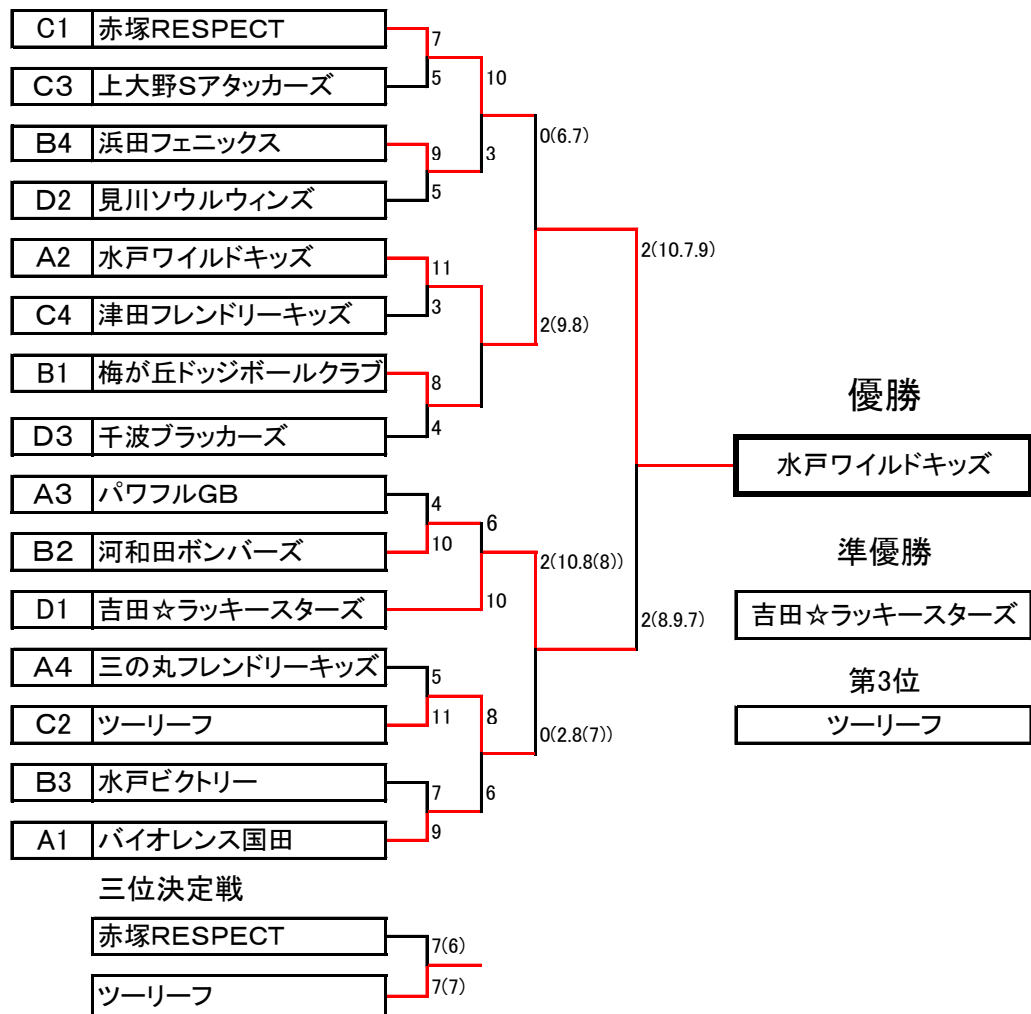 C1 赤塚RESPECT
7
5
C3 上大野Sアタッカーズ
10
3
B4 浜田フェニックス
9
5
D2 見川ソウルウィンズ
0(6.7)
A2 水戸ワイルドキッズ
11
3
C4 津田フレンドリーキッズ
2(9.8)
B1 梅が丘ドッジボールクラブ
8
4
D3 千波ブラッカーズ
2(10.7.9)
A3 パワフルGB
4
10
B2 河和田ボンバーズ
6
10
D1 吉田☆ラッキースターズ
2(10.8(8))
A4 三の丸フレンドリーキッズ
5
11
C2 ツーリーフ
8
6
0(2.8(7))
B3 水戸ビクトリー
7
9
A1 バイオレンス国田
2(8.9.7)
優勝
水戸ワイルドキッズ
準優勝
吉田☆ラッキースターズ
第3位
ツーリーフ
三位決定戦
赤塚RESPECT
7(6)
7(7)
ツーリーフ